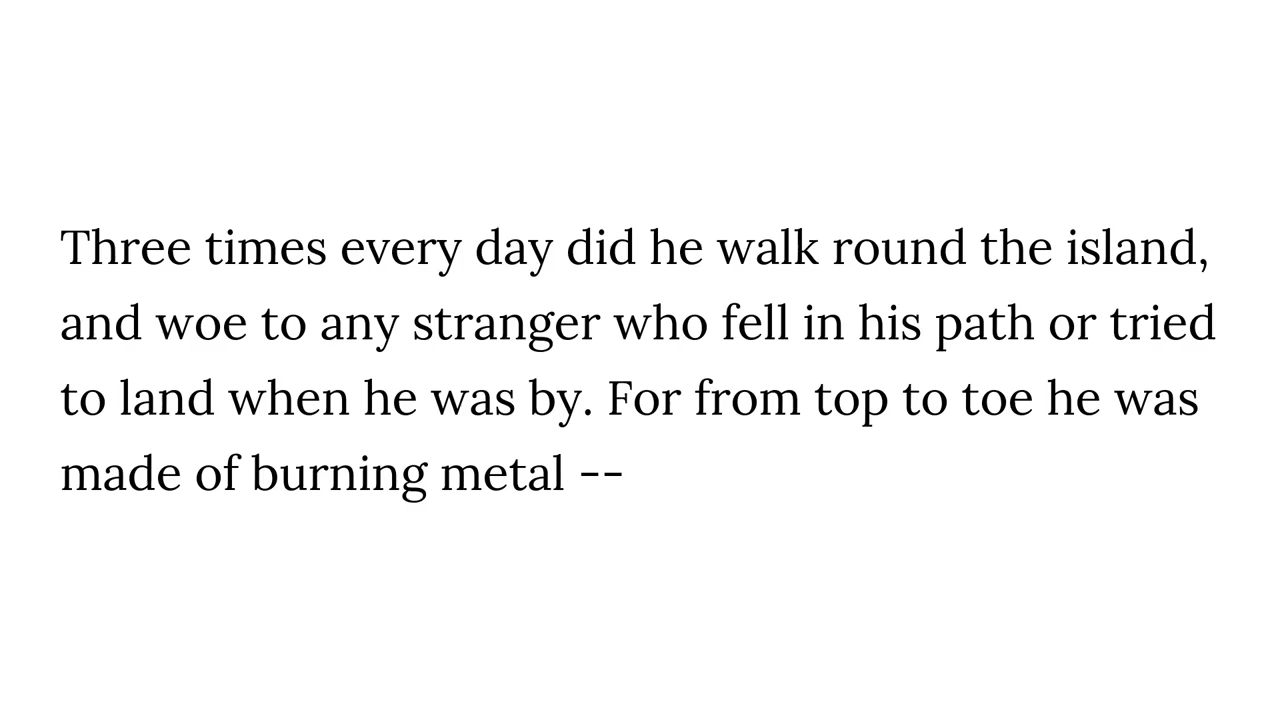 Three times every day did he walk round the island,
and woe to any stranger who fell in his path or tried
to land when he was by. For from top to toe he was
made of burning metal --